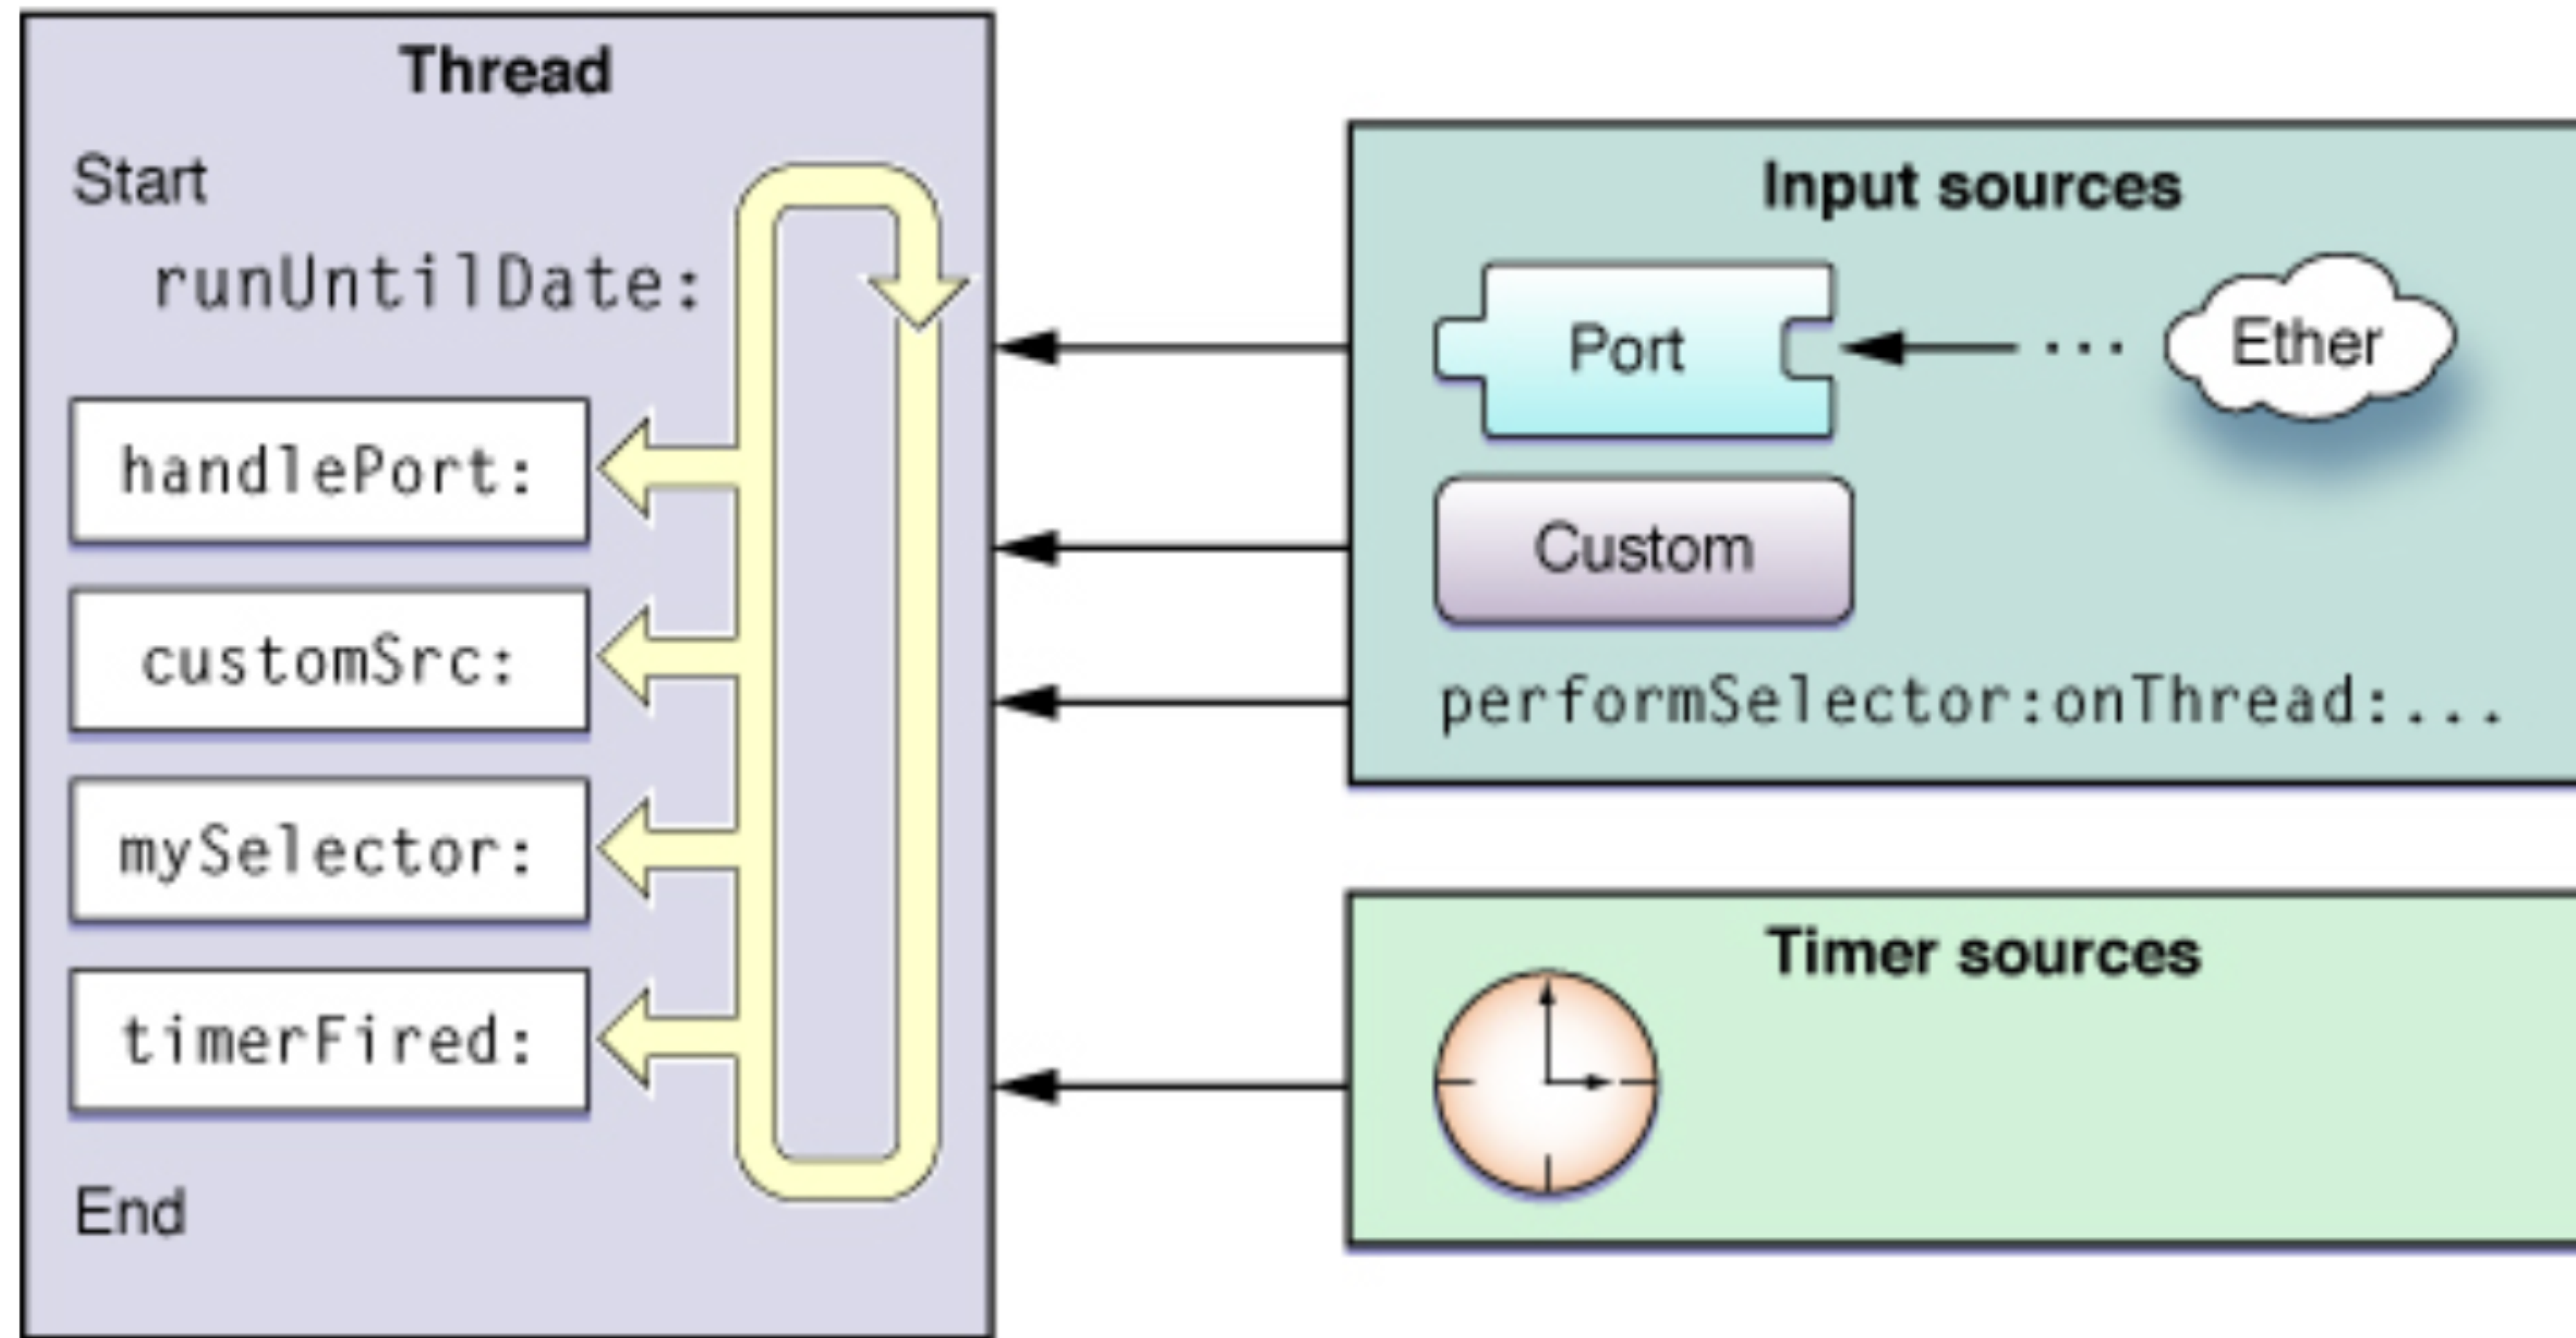 Thread
Start
runUntilDate:
handlePort:
customSrc:
mySelector:
timerFired:
End
Input sources
Port
Ether
Custom
performSelector:onThread:...
Timer sources